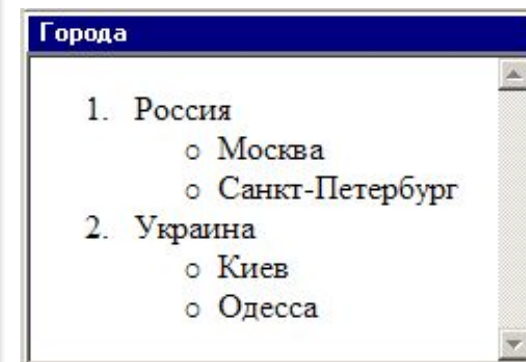 Города
1. Россия
o Москва
o Санкт-Петербург
2. Украина
o Киев
o Одесса